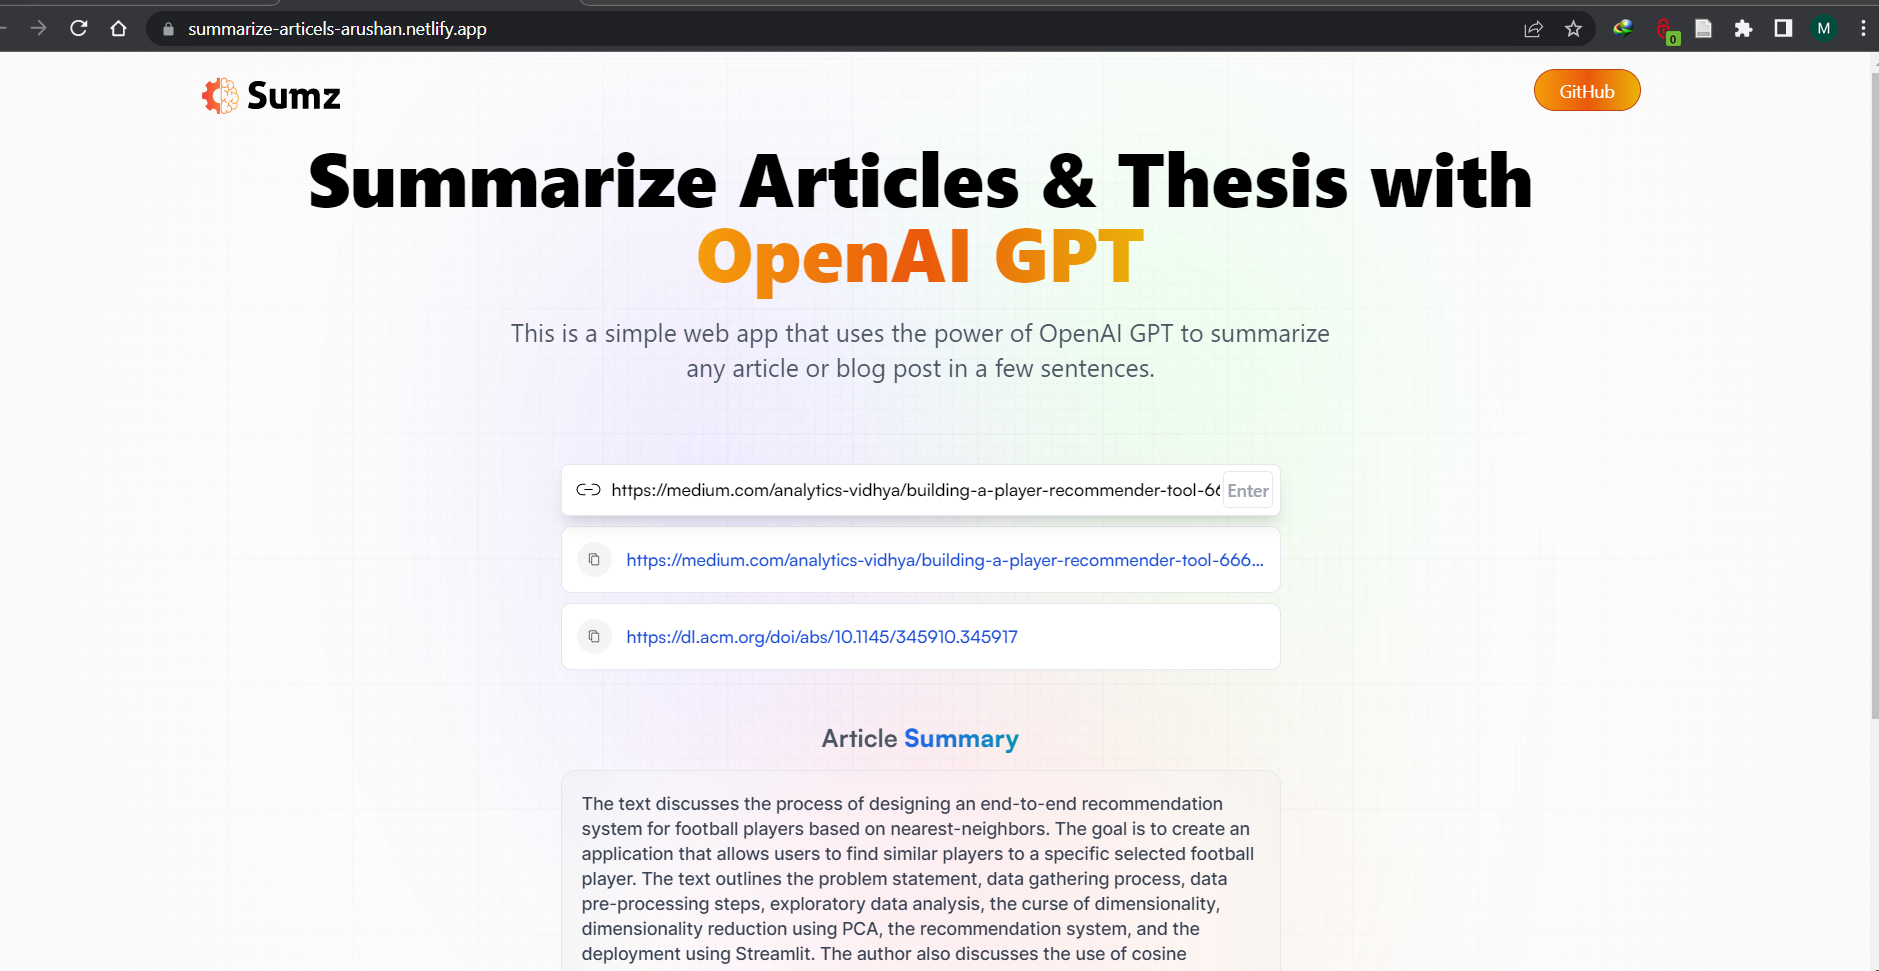 summarize-articels-arushan.netlify.app
0
M
Sumz
GitHub
Summarize Articles & Thesis with
OpenAI GPT
This is a simple web app that uses the power of OpenAI GPT to summarize
any article or blog post in a few sentences.
https://medium.com/analytics-vidhya/building-a-player-recommender-tool-66
Enter
https://medium.com/analytics-vidhya/building-a-player-recommender-tool-666...
https://dl.acm.org/doi/abs/10.1145/345910.345917
Article Summary
The text discusses the process of designing an end-to-end recommendation
system for football players based on nearest-neighbors. The goal is to create an
application that allows users to find similar players to a specific selected football
player. The text outlines the problem statement, data gathering process, data
pre-processing steps, exploratory data analysis, the curse of dimensionality,
dimensionality reduction using PCA, the recommendation system, and the
deployment using Streamlit. The author also discusses the use of cosine